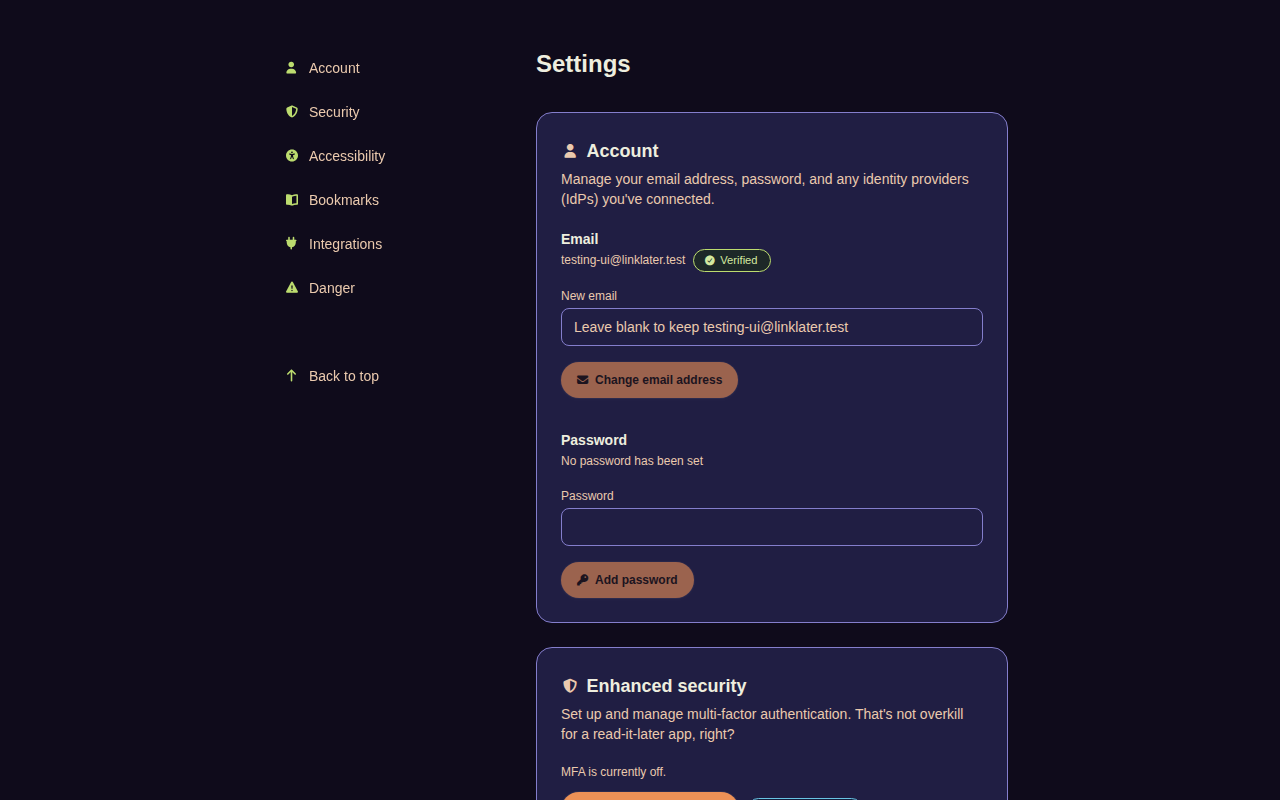 Account
Security
Accessibility
Bookmarks
Integrations
Danger
Back to top
Settings
Account
Manage your email address, password, and any identity providers
(IdPs) you've connected.
Email
testing-ui@linklater.test Verified
New email
Leave blank to keep testing-ui@linklater.test
Change email address
Password
No password has been set
Password
Add password
Enhanced security
Set up and manage multi-factor authentication. That's not overkill
for a read-it-later app, right?
MFA is currently off.